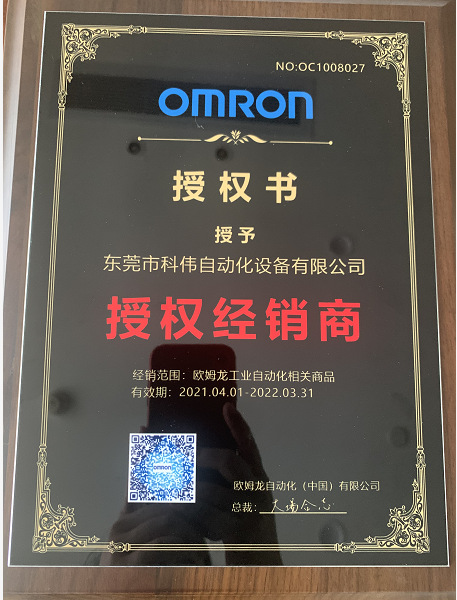 NO:OC1008027
OMRON
授权书
授予
东莞市科伟自动化设备有限公司
授权经销商
经销范围：欧姆龙工业自动化相关商品
有效期：2021.04.01-2022.03.31
OMRON
欧姆龙自动化（中国）有限公司
总裁：